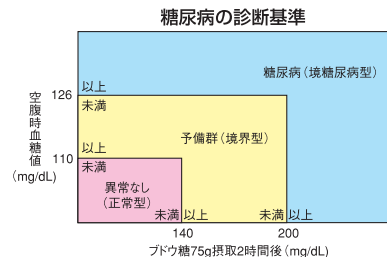 糖尿病の診断基準
糖尿病(境糖尿病型)
126
以上
未満
予備群(境界型)
空腹時血糖値
(mg/dL)
110
以上
未満
異常なし
(正常型)
未満 以上
未満 以上
140
200
ブドウ糖75g摂取2時間後(mg/dL)